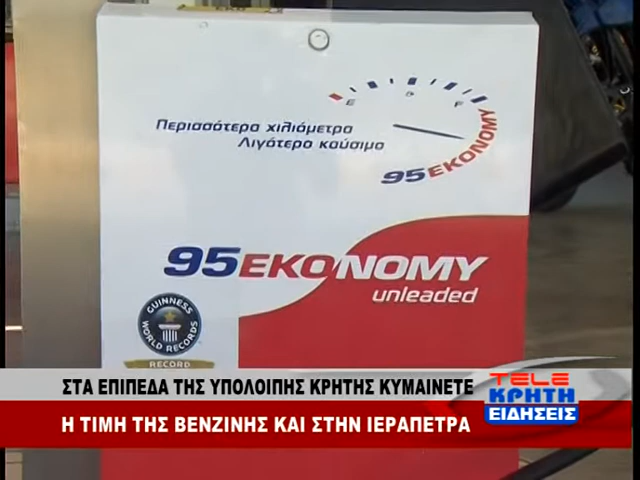 E
F
Περισσότερα χιλιόμετρα
Λιγότερο καύσιμο
95EKONOMY
95EKONOMY
unleaded
GUINNESS
WORLD RECORDS
RECORD
ΣΤΑ ΕΠΙΠΕΔΑ ΤΗΣ ΥΠΟΛΟΙΠΗΣ ΚΡΗΤΗΣ ΚΥΜΑΙΝΕΤΕ
Η ΤΙΜΗ ΤΗΣ ΒΕΝΖΙΝΗΣ ΚΑΙ ΣΤΗΝ ΙΕΡΑΠΕΤΡΑ
TELE
ΚΡΗΤΗ
ΕΙΔΗΣΕΙΣ